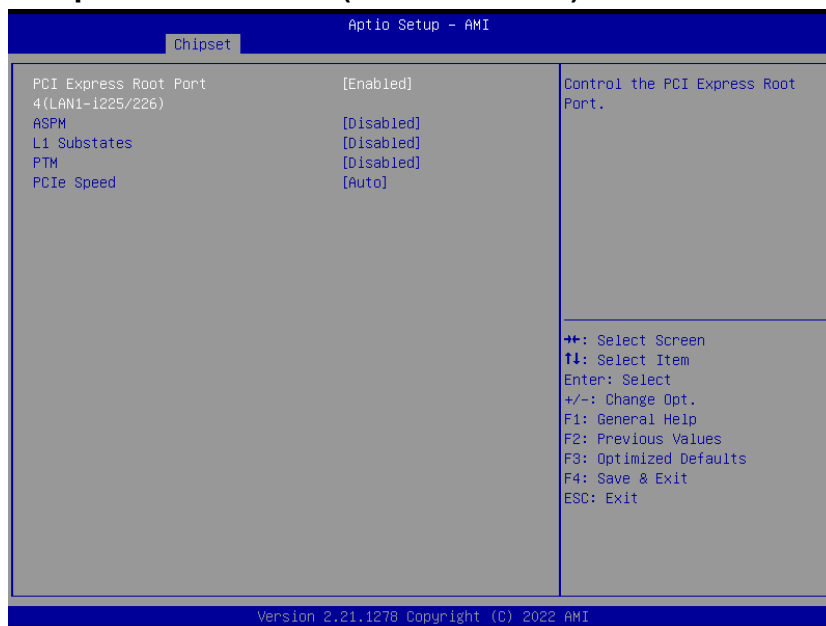 Aptio Setup - AMI
Chipset
PCI Express Root Port [Enabled]
4(LAN1-i225/226)
ASPM [Disabled]
L1 Substates [Disabled]
PTM [Disabled]
PCIe Speed [Auto]
Control the PCI Express Root
Port.
→←: Select Screen
↑↓: Select Item
Enter: Select
+/-: Change Opt.
F1: General Help
F2: Previous Values
F3: Optimized Defaults
F4: Save & Exit
ESC: Exit
Version 2.21.1278 Copyright (C) 2022 AMI